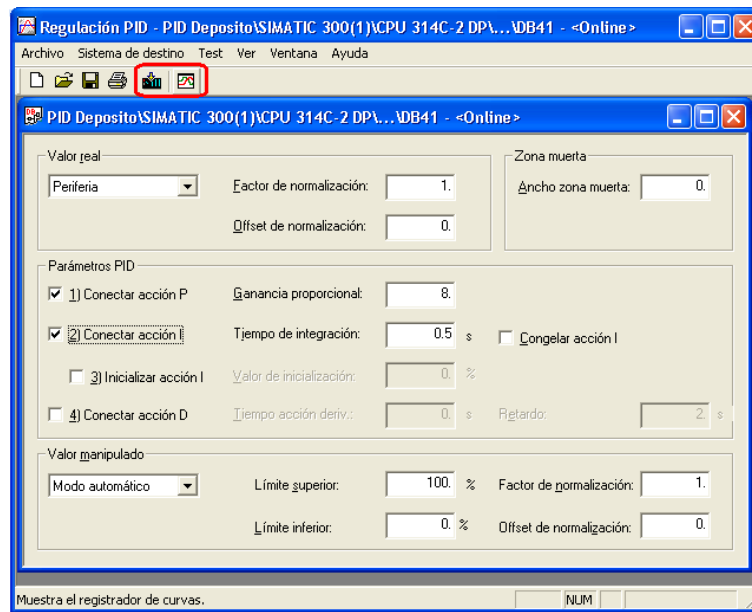 Regulación PID - PID Deposito\SIMATIC 300(1)\CPU 314C-2 DP\...\DB41 - <Online>
Archivo Sistema de destino Test Ver Ventana Ayuda
PID Deposito\SIMATIC 300(1)\CPU 314C-2 DP\...\DB41 - <Online>
Valor real
Zona muerta
Periferia Factor de normalización: 1. Ancho zona muerta: 0.
Offset de normalización: 0.
Parámetros PID
1) Conectar acción P Ganancia proporcional: 8.
2) Conectar acción I Tiempo de integración: 0.5 s Congelar acción I
3) Inicializar acción I Valor de inicialización: 0. %
4) Conectar acción D Tiempo acción deriv.: 0. s Retardo: 2. s
Valor manipulado
Modo automático Límite superior: 100. % Factor de normalización: 1.
Límite inferior: 0. % Offset de normalización: 0.
Muestra el registrador de curvas. NUM